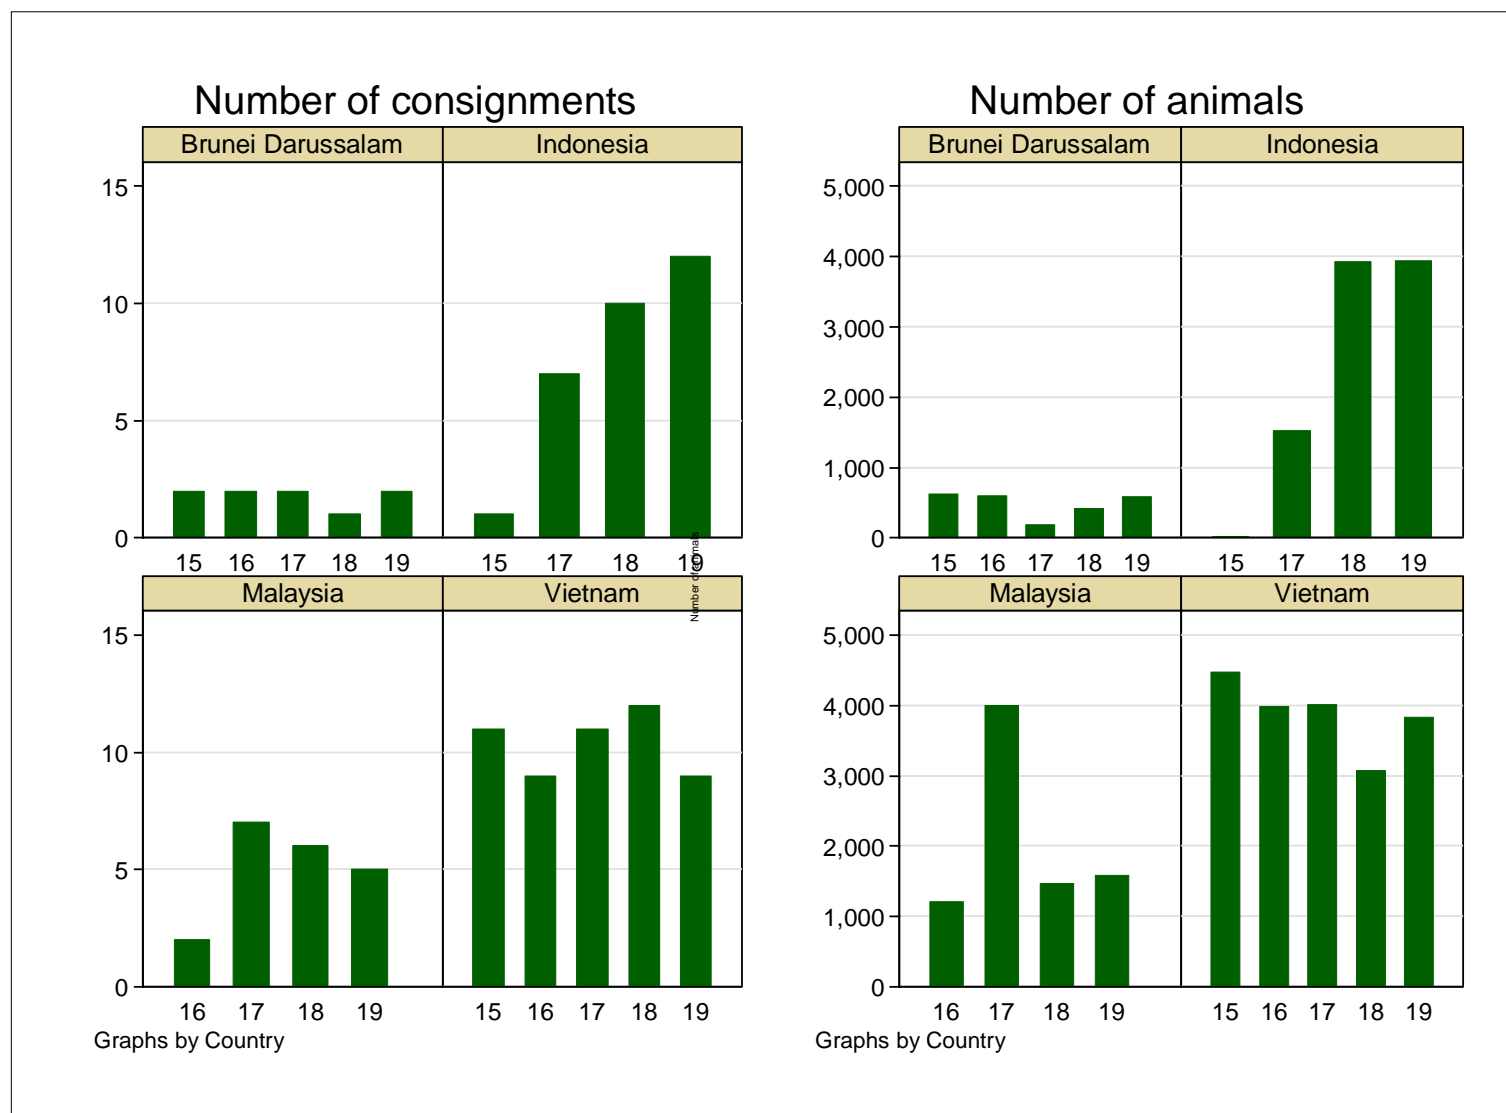 Number of consignments
Brunei Darussalam Indonesia
15
10
5
0
15 16 17 18 19 15 17 18 19
Number of animals
Malaysia Vietnam
15
10
5
0
16 17 18 19 15 16 17 18 19
Graphs by Country
Number of animals
Brunei Darussalam Indonesia
5,000
4,000
3,000
2,000
1,000
0
15 16 17 18 19 15 17 18 19
Malaysia Vietnam
5,000
4,000
3,000
2,000
1,000
0
16 17 18 19 15 16 17 18 19
Graphs by Country